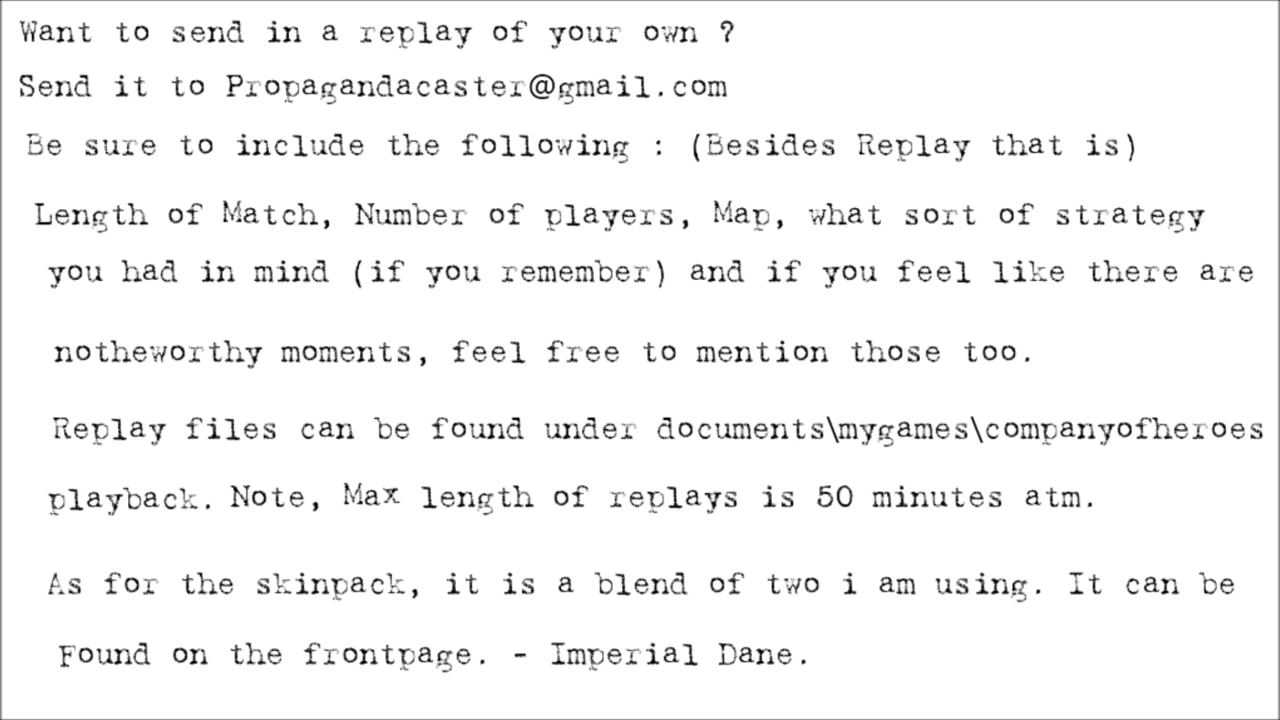 Want to send in a replay of your own ?
Send it to Propagandacaster@gmail.com
Be sure to include the following : (Besides Replay that is)
Length of Match, Number of players, Map, what sort of strategy
you had in mind (if you remember) and if you feel like there are
notheworthy moments, feel free to mention those too.
Replay files can be found under documents\mygames\companyofheroes
playback. Note, Max length of replays is 50 minutes atm.
As for the skinpack, it is a blend of two i am using. It can be
Found on the frontpage. - Imperial Dane.